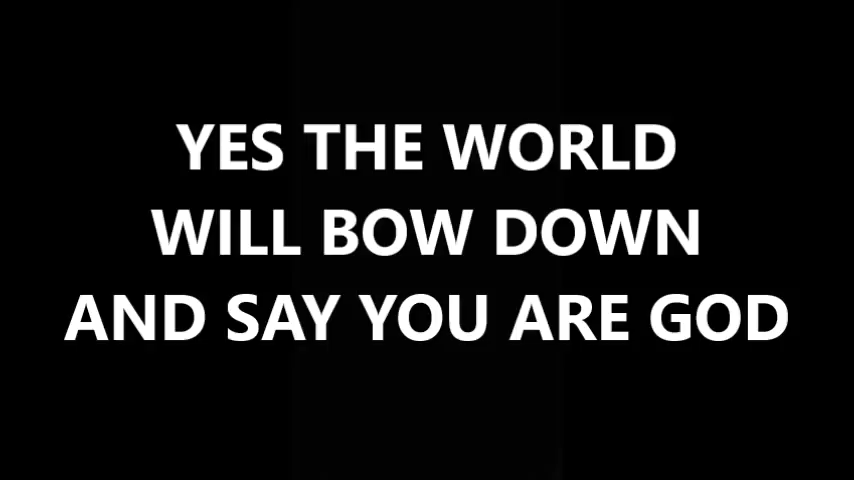 YES THE WORLD
WILL BOW DOWN
AND SAY YOU ARE GOD